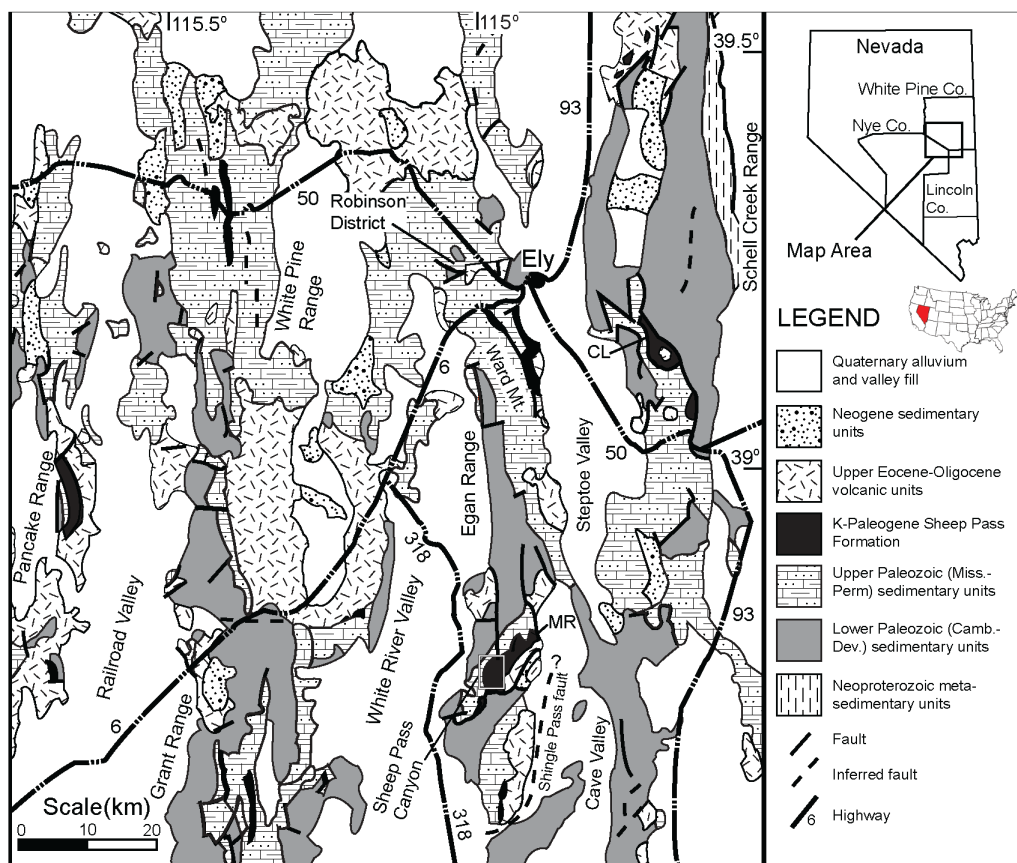 115.5°
115°
39.5°
93
50
Robinson
District
Ely
White Pine
Range
Schell Creek Range
6
Ward Mt.
CL
50
39°
Pancake Range
Egan Range
Steptoe Valley
318
Railroad Valley
White River Valley
MR
93
?
Shingle Pass fault
6
Grant Range
Sheep Pass
Canyon
Cave Valley
318
Scale(km)
0 10 20
Nevada
White Pine Co.
Nye Co.
Lincoln
Co.
Map Area
LEGEND
Quaternary alluvium
and valley fill
Neogene sedimentary
units
Upper Eocene-Oligocene
volcanic units
K-Paleogene Sheep Pass
Formation
Upper Paleozoic (Miss.-
Perm) sedimentary units
Lower Paleozoic (Camb.-
Dev.) sedimentary units
Neoproterozoic meta-
sedimentary units
Fault
Inferred fault
6 Highway